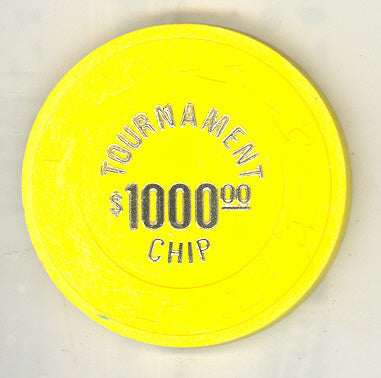 TOURNAMENT
$1000.00
CHIP